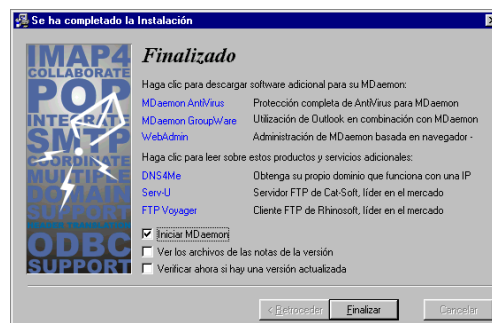 Se ha completado la Instalación
IMAP4
COLLABORATE
POP
INTEGRATE
SMTP
COORDINATE
MULTIPLE
DOMAIN
SUPPORT
ODBC
SUPPORT
Finalizado
Haga clic para descargar software adicional para su MDaemon:
MDaemon AntiVirus Protección completa de AntiVirus para MDaemon
MDaemon GroupWare Utilización de Outlook en combinación con MDaemon
WebAdmin Administración de MDaemon basada en navegador -
Haga clic para leer sobre estos productos y servicios adicionales:
DNS4Me Obtenga su propio dominio que funciona con una IP
Serv-U Servidor FTP de Cat-Soft, líder en el mercado
FTP Voyager Cliente FTP de Rhinosoft, líder en el mercado
Iniciar MDaemon
Ver los archivos de las notas de la versión
Verificar ahora si hay una versión actualizada
< Retroceder Finalizar Cancelar